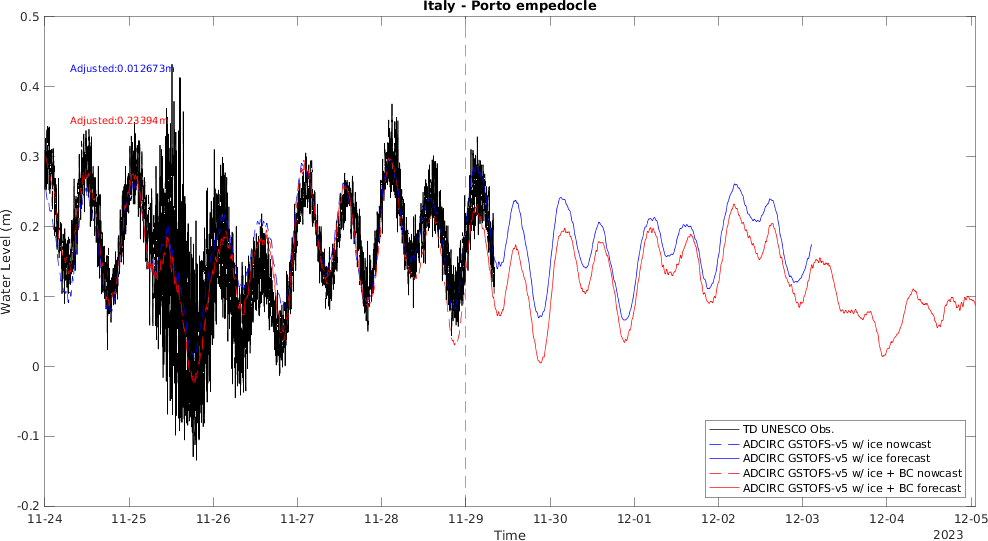 Italy - Porto empedocle
0.5
0.4
0.3
0.2
0.1
0
-0.1
-0.2
Water Level (m)
Adjusted:0.012673m
Adjusted:0.23394m
TD UNESCO Obs.
ADCIRC GSTOFS-v5 w/ ice nowcast
ADCIRC GSTOFS-v5 w/ ice forecast
ADCIRC GSTOFS-v5 w/ ice + BC nowcast
ADCIRC GSTOFS-v5 w/ ice + BC forecast
11-24 11-25 11-26 11-27 11-28 11-29 11-30 12-01 12-02 12-03 12-04 12-05
Time
2023